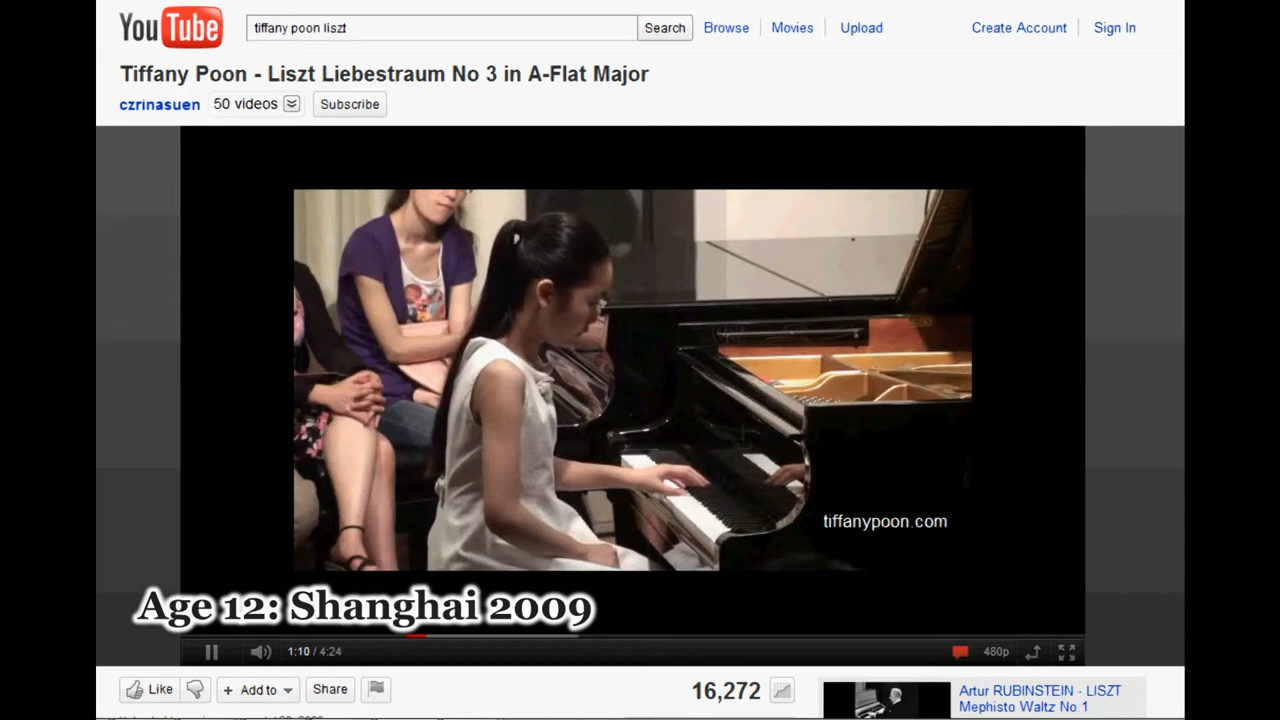 YouTube
tiffany poon liszt
Search
Browse
Movies
Upload
Create Account
Sign In
Tiffany Poon - Liszt Liebestraum No 3 in A-Flat Major
czrinasuen
50 videos
Subscribe
tiffanypoon.com
Age 12: Shanghai 2009
1:10 / 4:24
480p
Like
+ Add to
Share
16,272
Artur RUBINSTEIN - LISZT
Mephisto Waltz No.1